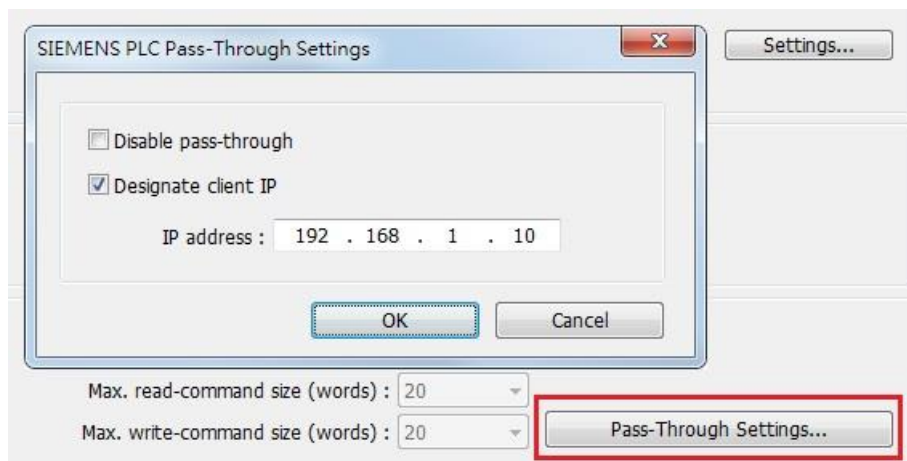 SIEMENS PLC Pass-Through Settings
Settings...
Disable pass-through
Designate client IP
IP address : 192 . 168 . 1 . 10
OK Cancel
Max. read-command size (words) : 20
Max. write-command size (words) : 20 Pass-Through Settings...